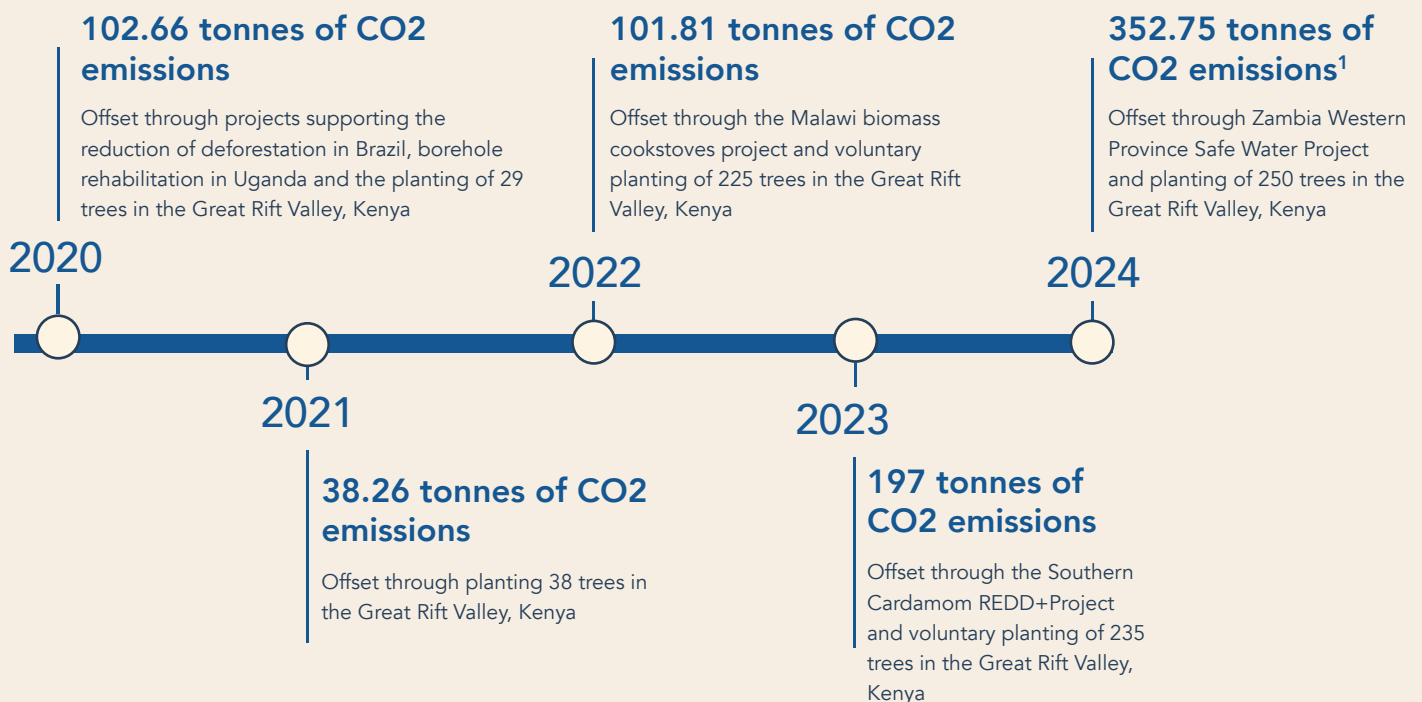 102.66 tonnes of CO2
emissions
Offset through projects supporting the
reduction of deforestation in Brazil, borehole
rehabilitation in Uganda and the planting of 29
trees in the Great Rift Valley, Kenya
2020
2021
38.26 tonnes of CO2
emissions
Offset through planting 38 trees in
the Great Rift Valley, Kenya
101.81 tonnes of CO2
emissions
Offset through the Malawi biomass
cookstoves project and voluntary
planting of 225 trees in the Great Rift
Valley, Kenya
2022
2023
197 tonnes of
CO2 emissions
Offset through the Southern
Cardamom REDD+Project
and voluntary planting of 235
trees in the Great Rift Valley,
Kenya
352.75 tonnes of
CO2 emissions¹
Offset through Zambia Western
Province Safe Water Project
and planting of 250 trees in the
Great Rift Valley, Kenya
2024